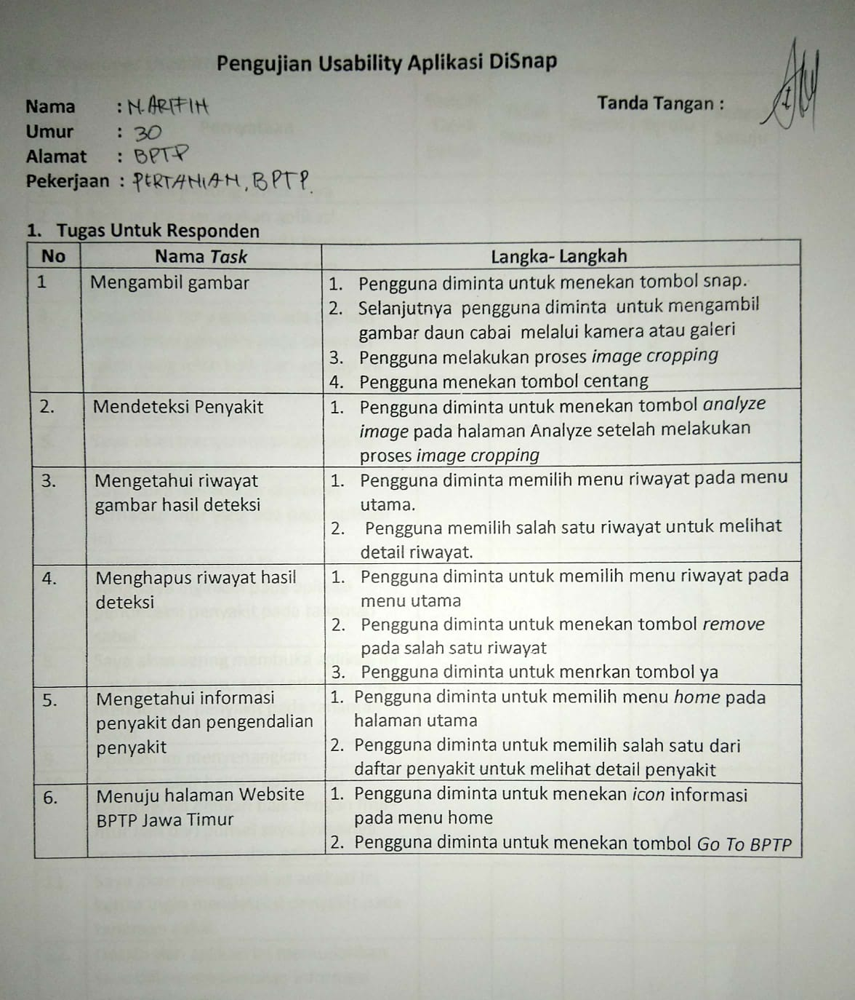 Pengujian Usability Aplikasi DiSnap
Nama : M. ARIFIN
Tanda Tangan :
Umur : 30
Alamat : BPTP
Pekerjaan : PERTANIAN, BPTP.
1. Tugas Untuk Responden
No Nama Task Langka- Langkah
1 Mengambil gambar 1. Pengguna diminta untuk menekan tombol snap.
2. Selanjutnya pengguna diminta untuk mengambil
gambar daun cabai melalui kamera atau galeri
3. Pengguna melakukan proses image cropping
4. Pengguna menekan tombol centang
2. Mendeteksi Penyakit 1. Pengguna diminta untuk menekan tombol analyze
image pada halaman Analyze setelah melakukan
proses image cropping
3. Mengetahui riwayat 1. Pengguna diminta memilih menu riwayat pada menu
gambar hasil deteksi utama.
2. Pengguna memilih salah satu riwayat untuk melihat
detail riwayat.
4. Menghapus riwayat hasil 1. Pengguna diminta untuk memilih menu riwayat pada
deteksi menu utama
2. Pengguna diminta untuk menekan tombol remove
pada salah satu riwayat
3. Pengguna diminta untuk menrkan tombol ya
5. Mengetahui informasi 1. Pengguna diminta untuk memilih menu home pada
penyakit dan pengendalian halaman utama
penyakit 2. Pengguna diminta untuk memilih salah satu dari
daftar penyakit untuk melihat detail penyakit
6. Menuju halaman Website 1. Pengguna diminta untuk menekan icon informasi
BPTP Jawa Timur pada menu home
2. Pengguna diminta untuk menekan tombol Go To BPTP